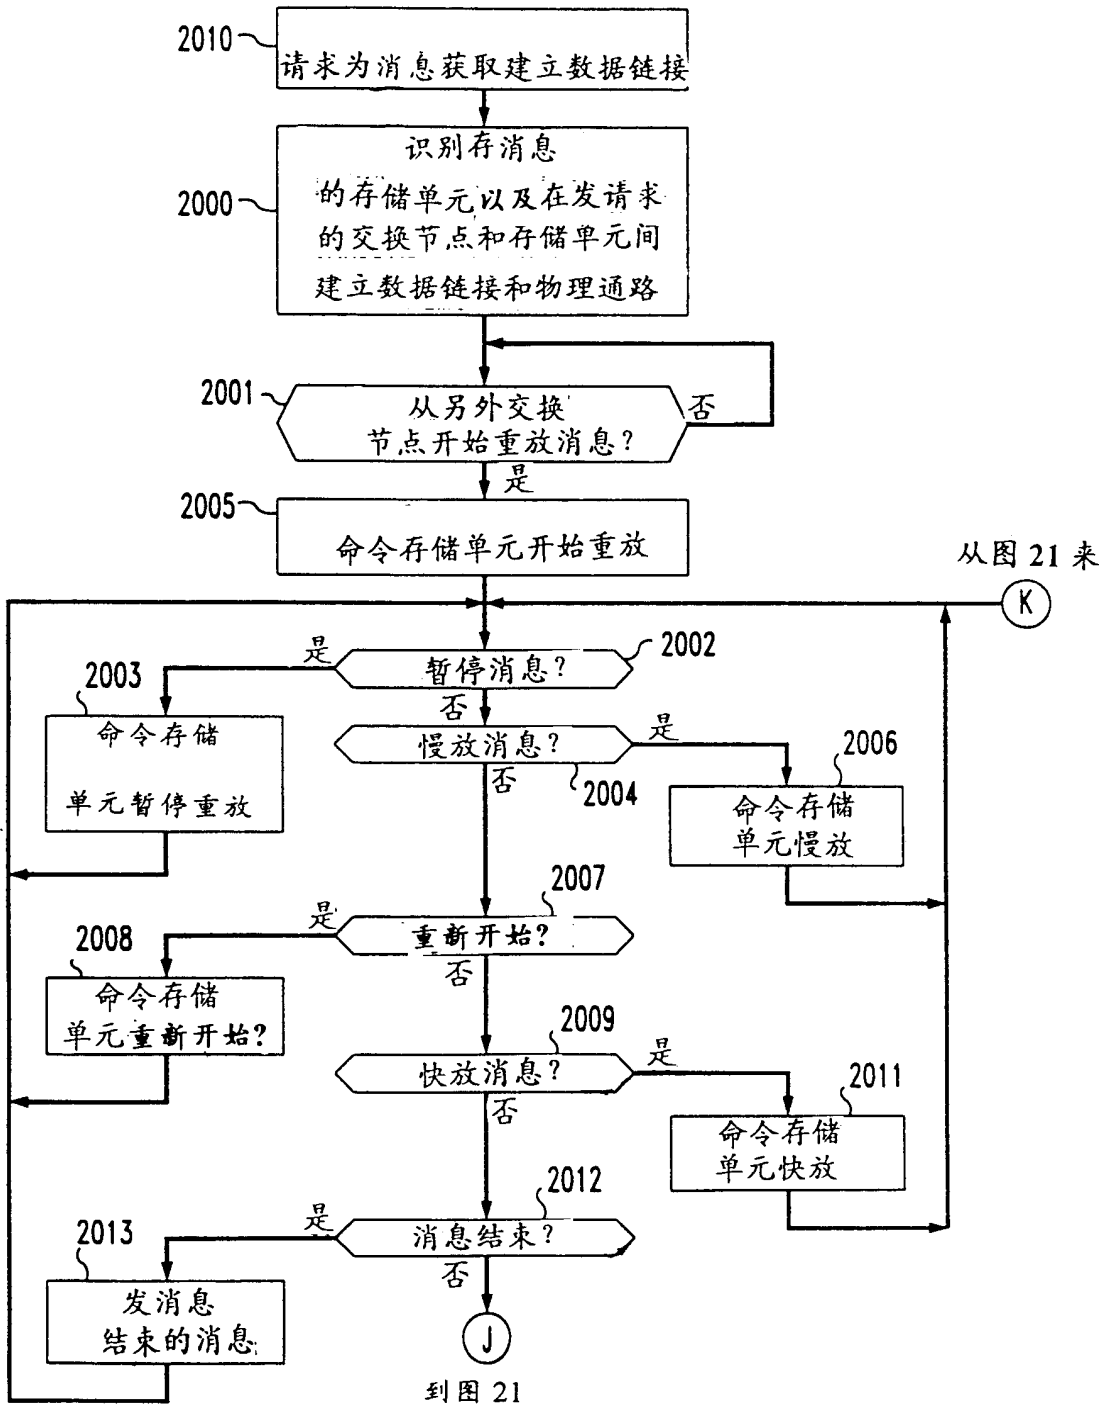 2010
请求为消息获取建立数据链接
2000
识别存消息
的存储单元以及在发请求
的交换节点和存储单元间
建立数据链接和物理通路
2001
从另外交换
节点开始重放消息?
否
是
2005
命令存储单元开始重放
从图 21 来
K
是
暂停消息?
2002
2003
命令存储
单元暂停重放
否
慢放消息?
是
2004
否
2006
命令存储
单元慢放
2007
是
重新开始?
2008
命令存储
单元重新开始?
否
2009
快放消息?
是
2011
命令存储
单元快放
否
2012
是
消息结束?
2013
发消息
结束的消息
否
J
到图 21